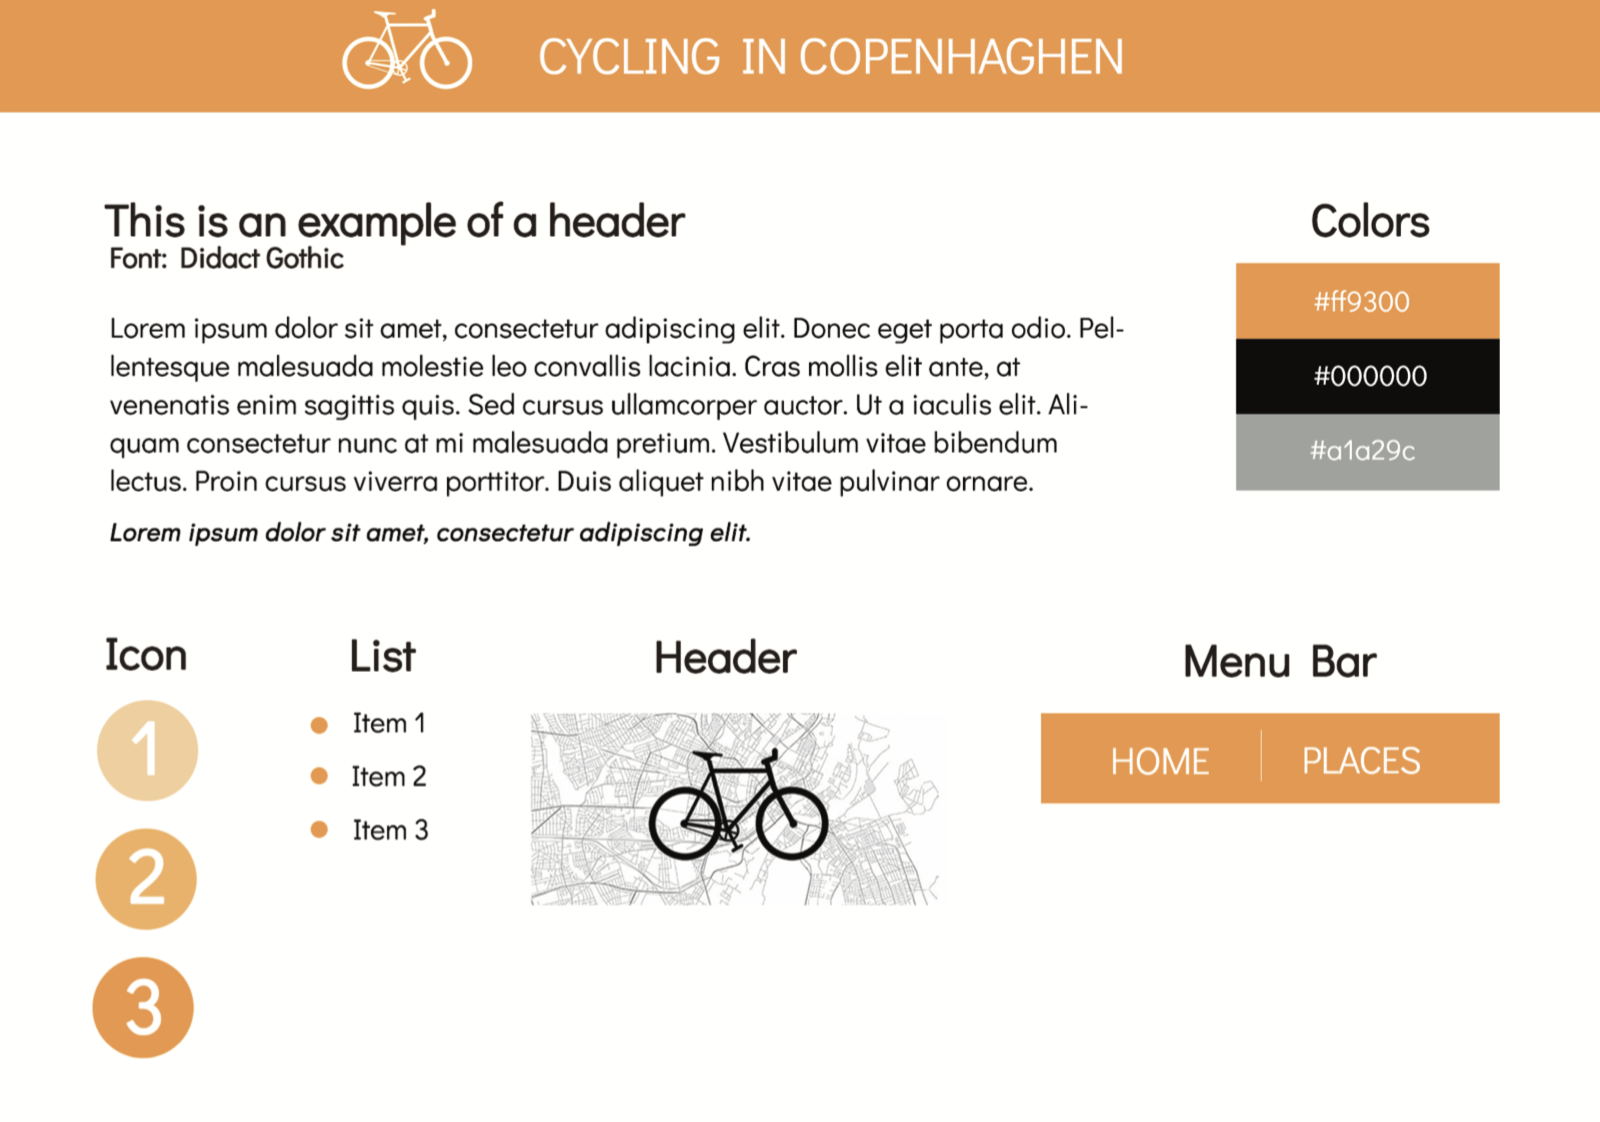 CYCLING IN COPENHAGHEN
This is an example of a header
Font: Didact Gothic
Lorem ipsum dolor sit amet, consectetur adipiscing elit. Donec eget porta odio. Pel-
lentesque malesuada molestie leo convallis lacinia. Cras mollis elit ante, at
venenatis enim sagittis quis. Sed cursus ullamcorper auctor. Ut a iaculis elit. Ali-
quam consectetur nunc at mi malesuada pretium. Vestibulum vitae bibendum
lectus. Proin cursus viverra porttitor. Duis aliquet nibh vitae pulvinar ornare.
Lorem ipsum dolor sit amet, consectetur adipiscing elit.
Colors
#ff9300
#000000
#a1a29c
Icon
1
2
3
List
Item 1
Item 2
Item 3
Header
Menu Bar
HOME
PLACES